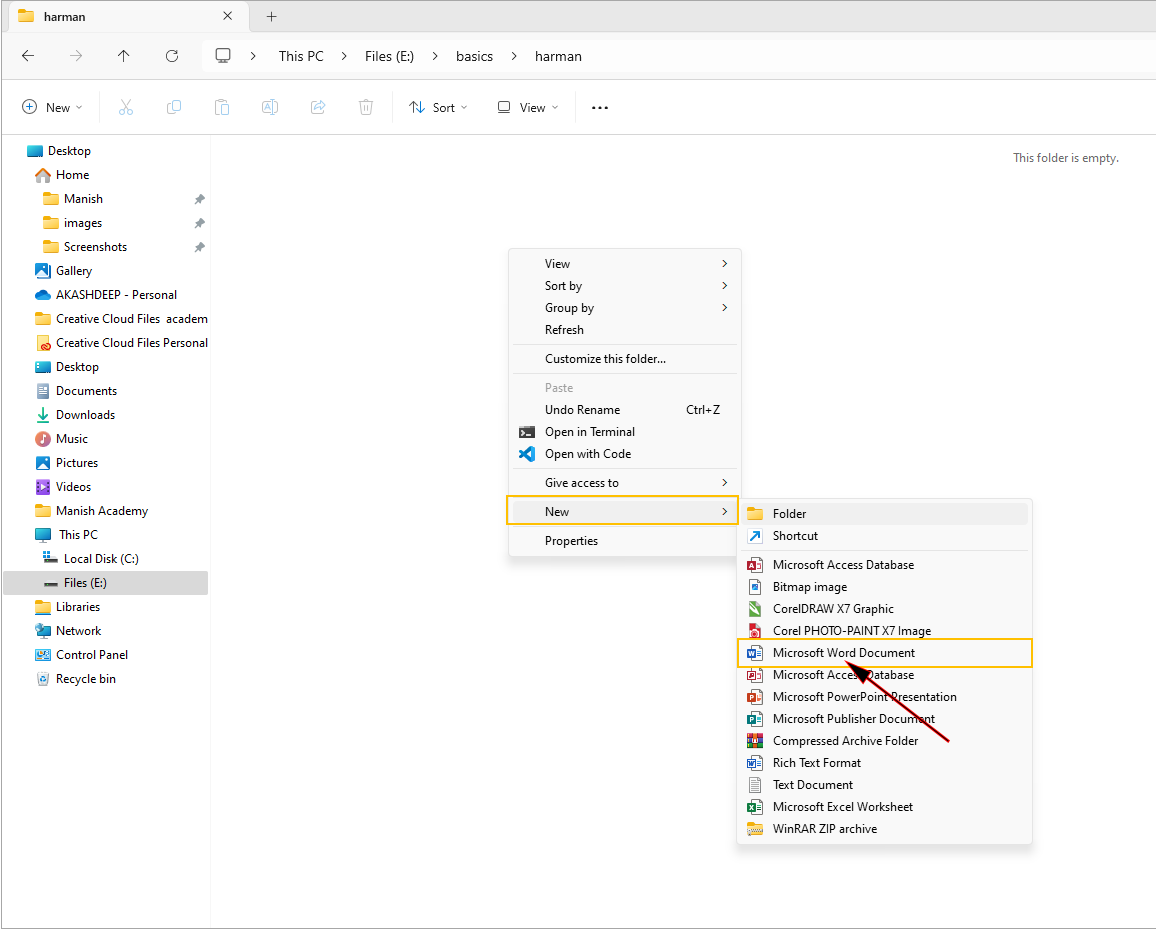 harman
This PC > Files (E:) > basics > harman
New Sort View
Desktop
Home
Manish
images
Screenshots
Gallery
AKASHDEEP - Personal
Creative Cloud Files academ
Creative Cloud Files Personal
Desktop
Documents
Downloads
Music
Pictures
Videos
Manish Academy
This PC
Local Disk (C:)
Files (E:)
Libraries
Network
Control Panel
Recycle bin
This folder is empty.
View
Sort by
Group by
Refresh
Customize this folder...
Paste
Undo Rename Ctrl+Z
Open in Terminal
Open with Code
Give access to
New
Properties
Folder
Shortcut
Microsoft Access Database
Bitmap image
CorelDRAW X7 Graphic
Corel PHOTO-PAINT X7 Image
Microsoft Word Document
Microsoft Access Database
Microsoft PowerPoint Presentation
Microsoft Publisher Document
Compressed Archive Folder
Rich Text Format
Text Document
Microsoft Excel Worksheet
WinRAR ZIP archive